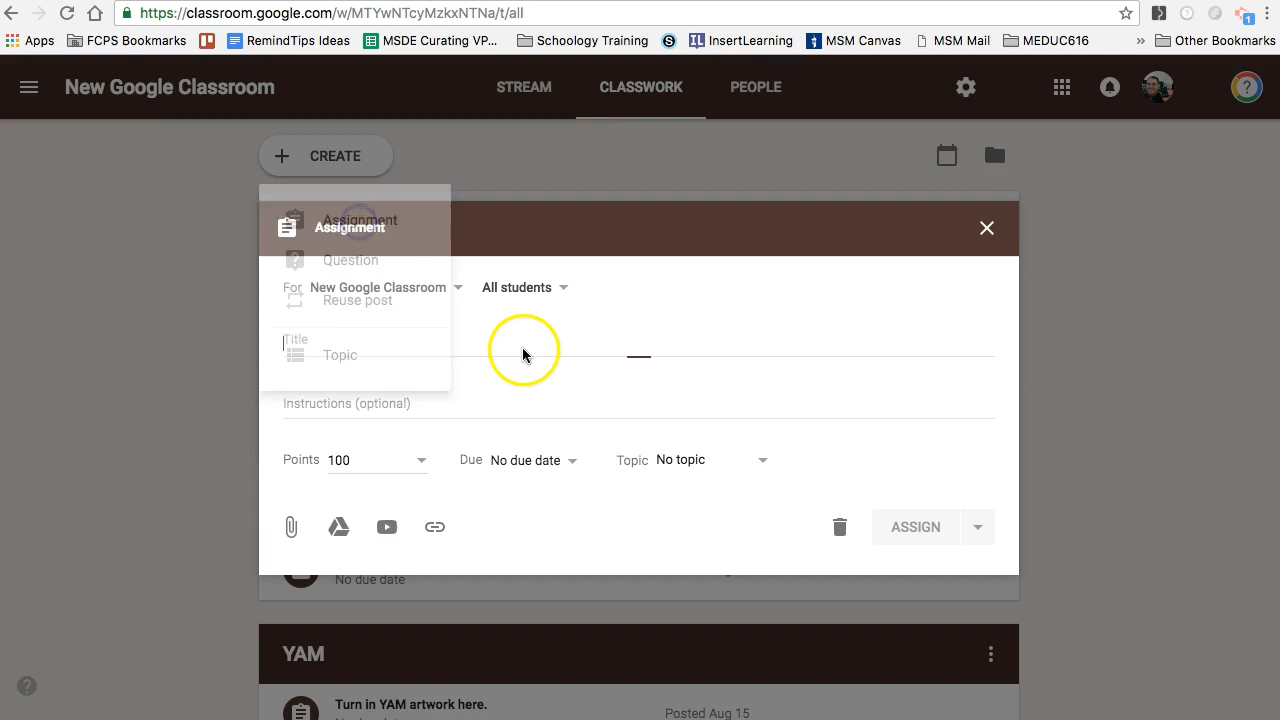 https://classroom.google.com/w/MTYwNTcyMzkxNTNa/t/all
Apps FCPS Bookmarks RemindTips Ideas MSDE Curating VP... Schoology Training InsertLearning MSM Canvas MSM Mail MEDUC616 » Other Bookmarks
New Google Classroom STREAM CLASSWORK PEOPLE
+ CREATE
Assignment
Assignment
Question
For New Google Classroom All students
Reuse post
Title
Topic
Instructions (optional)
Points 100 Due No due date Topic No topic
ASSIGN
No due date
YAM
Turn in YAM artwork here.
Posted Aug 15